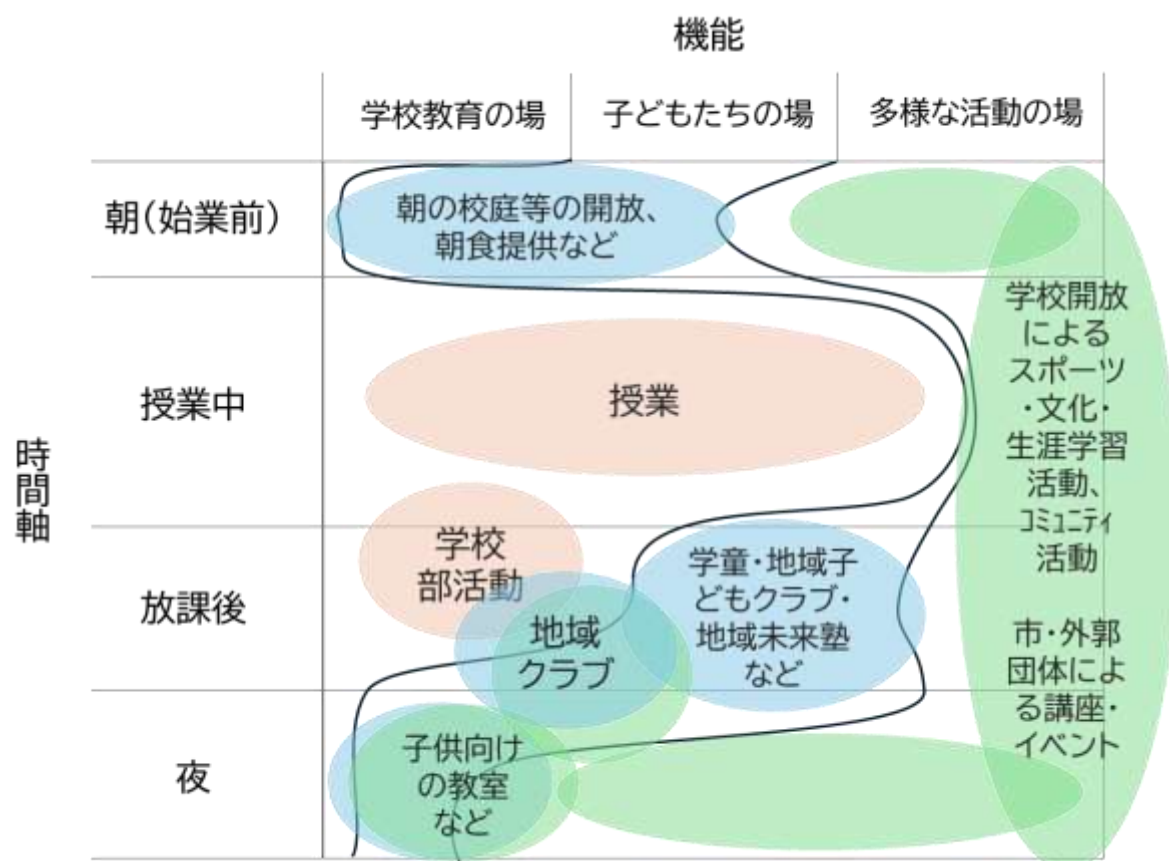 機能
学校教育の場
子どもたちの場
多様な活動の場
時間軸
朝(始業前)
朝の校庭等の開放、
朝食提供など
授業中
授業
放課後
学校
部活動
地域
クラブ
学童・地域子
どもクラブ・
地域未来塾
など
夜
子供向け
の教室
など
学校開放
による
スポーツ
・文化・
生涯学習
活動、
ｺﾐｭﾆﾃｨ
活動
市・外郭
団体によ
る講座・
イベント